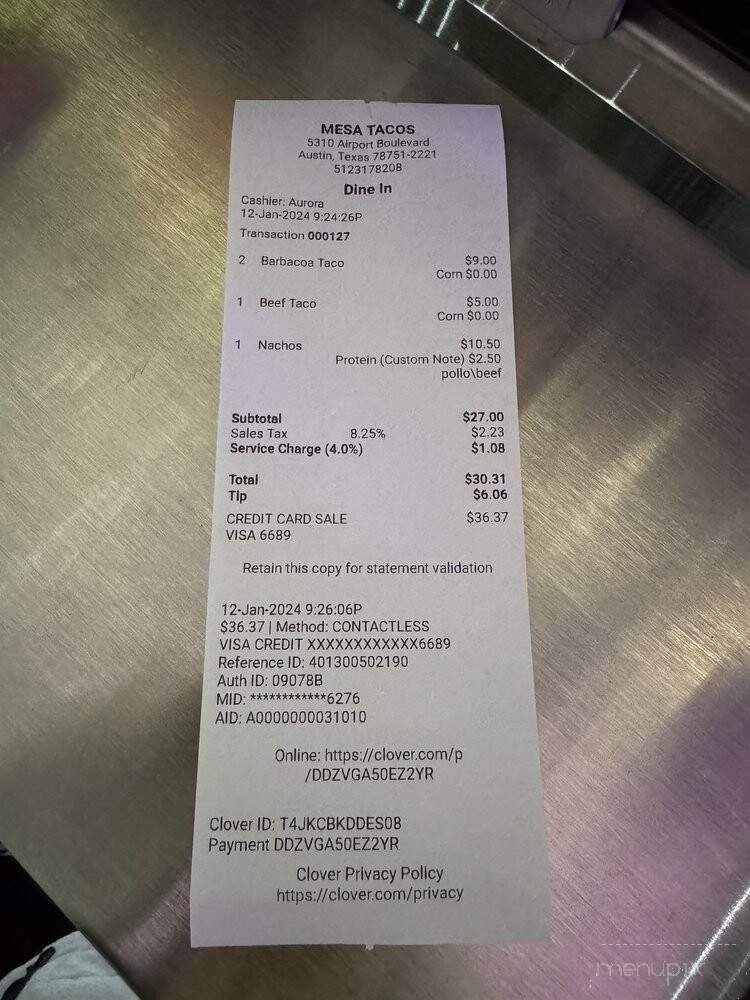 MESA TACOS
5310 Airport Boulevard
Austin, Texas 78751-2221
5123178208
Dine In
Cashier: Aurora
12-Jan-2024 9:24:26P
Transaction 000127
2 Barbacoa Taco $9.00
Corn $0.00
1 Beef Taco $5.00
Corn $0.00
1 Nachos $10.50
Protein (Custom Note) $2.50
pollo\beef
Subtotal $27.00
Sales Tax 8.25% $2.23
Service Charge (4.0%) $1.08
Total $30.31
Tip $6.06
CREDIT CARD SALE $36.37
VISA 6689
Retain this copy for statement validation
12-Jan-2024 9:26:06P
$36.37 | Method: CONTACTLESS
VISA CREDIT XXXXXXXXXXXX6689
Reference ID: 401300502190
Auth ID: 09078B
MID: ************6276
AID: A0000000031010
Online: https://clover.com/p
/DDZVGA50EZ2YR
Clover ID: T4JKCBKDDES08
Payment DDZVGA50EZ2YR
Clover Privacy Policy
https://clover.com/privacy
menupix